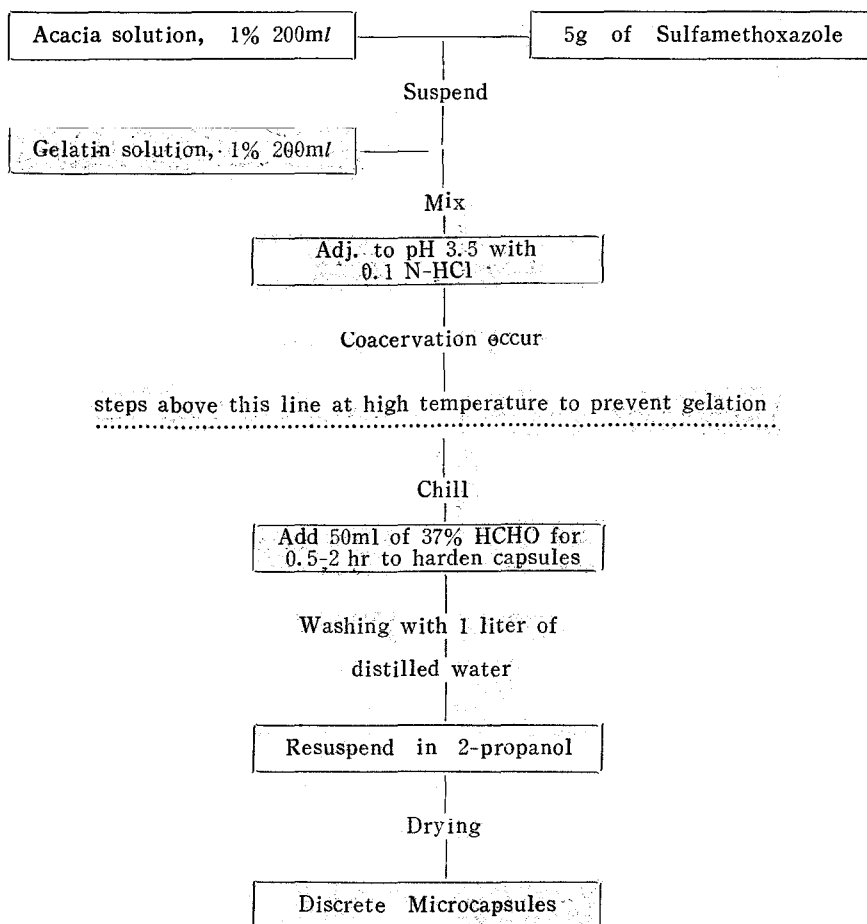 Acacia solution, 1% 200ml
5g of Sulfamethoxazole
Suspend
Gelatin solution, 1% 200ml
Mix
Adj. to pH 3.5 with
0.1 N-HCl
Coacervation occur
steps above this line at high temperature to prevent gelation
Chill
Add 50ml of 37% HCHO for
0.5-2 hr to harden capsules
Washing with 1 liter of
distilled water
Resuspend in 2-propanol
Drying
Discrete Microcapsules